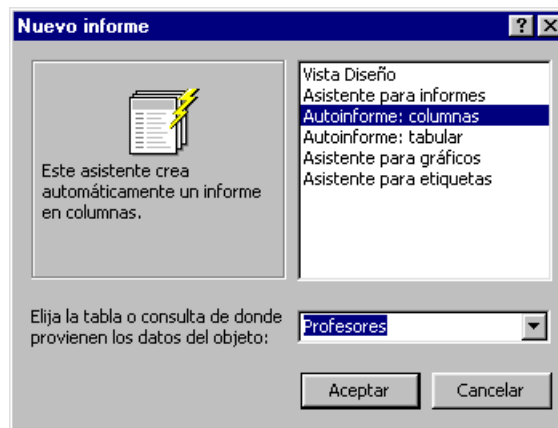 Nuevo informe
Este asistente crea
automáticamente un informe
en columnas.
Vista Diseño
Asistente para informes
Autoinforme: columnas
Autoinforme: tabular
Asistente para gráficos
Asistente para etiquetas
Elija la tabla o consulta de donde
provienen los datos del objeto:
Profesores
Aceptar
Cancelar